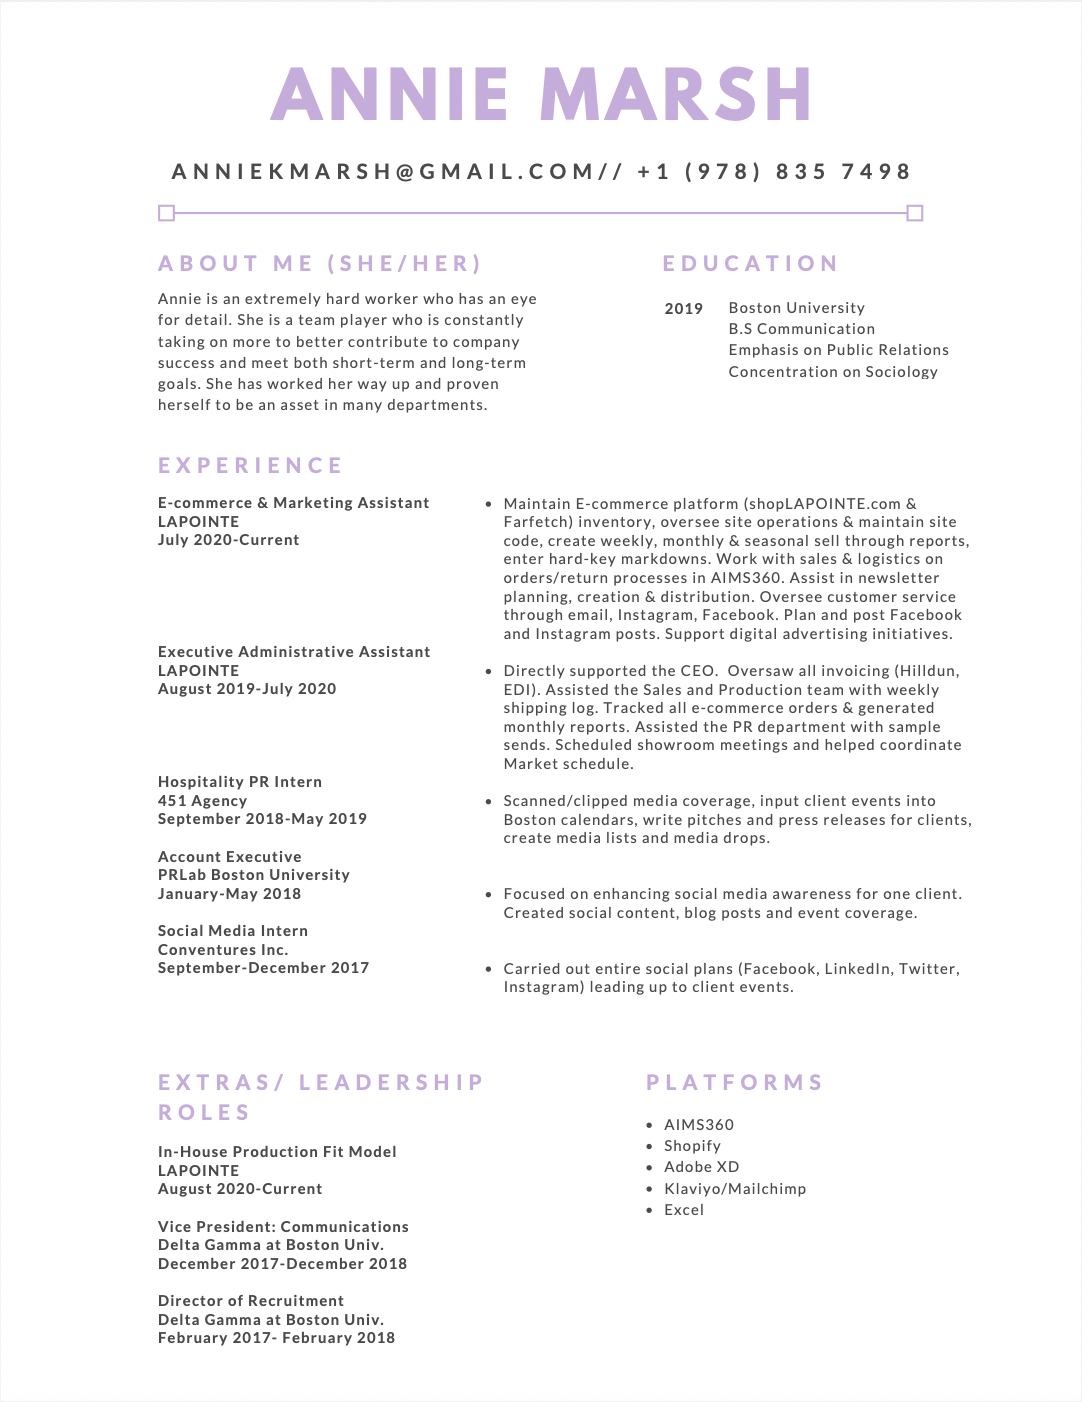 ANNIE MARSH
ANNIEKMARSH@GMAIL.COM// +1 (978) 835 7498
ABOUT ME (SHE/HER)
Annie is an extremely hard worker who has an eye
for detail. She is a team player who is constantly
taking on more to better contribute to company
success and meet both short-term and long-term
goals. She has worked her way up and proven
herself to be an asset in many departments.
EDUCATION
2019 Boston University
B.S Communication
Emphasis on Public Relations
Concentration on Sociology
EXPERIENCE
E-commerce & Marketing Assistant
LAPOINTE
July 2020-Current
• Maintain E-commerce platform (shopLAPOINTE.com &
Farfetch) inventory, oversee site operations & maintain site
code, create weekly, monthly & seasonal sell through reports,
enter hard-key markdowns. Work with sales & logistics on
orders/return processes in AIMS360. Assist in newsletter
planning, creation & distribution. Oversee customer service
through email, Instagram, Facebook. Plan and post Facebook
and Instagram posts. Support digital advertising initiatives.
Executive Administrative Assistant
LAPOINTE
August 2019-July 2020
• Directly supported the CEO. Oversaw all invoicing (Hilldun,
EDI). Assisted the Sales and Production team with weekly
shipping log. Tracked all e-commerce orders & generated
monthly reports. Assisted the PR department with sample
sends. Scheduled showroom meetings and helped coordinate
Market schedule.
Hospitality PR Intern
451 Agency
September 2018-May 2019
• Scanned/clipped media coverage, input client events into
Boston calendars, write pitches and press releases for clients,
create media lists and media drops.
Account Executive
PRLab Boston University
January-May 2018
• Focused on enhancing social media awareness for one client.
Created social content, blog posts and event coverage.
Social Media Intern
Conventures Inc.
September-December 2017
• Carried out entire social plans (Facebook, LinkedIn, Twitter,
Instagram) leading up to client events.
EXTRAS/ LEADERSHIP
ROLES
In-House Production Fit Model
LAPOINTE
August 2020-Current
Vice President: Communications
Delta Gamma at Boston Univ.
December 2017-December 2018
Director of Recruitment
Delta Gamma at Boston Univ.
February 2017- February 2018
PLATFORMS
• AIMS360
• Shopify
• Adobe XD
• Klaviyo/Mailchimp
• Excel